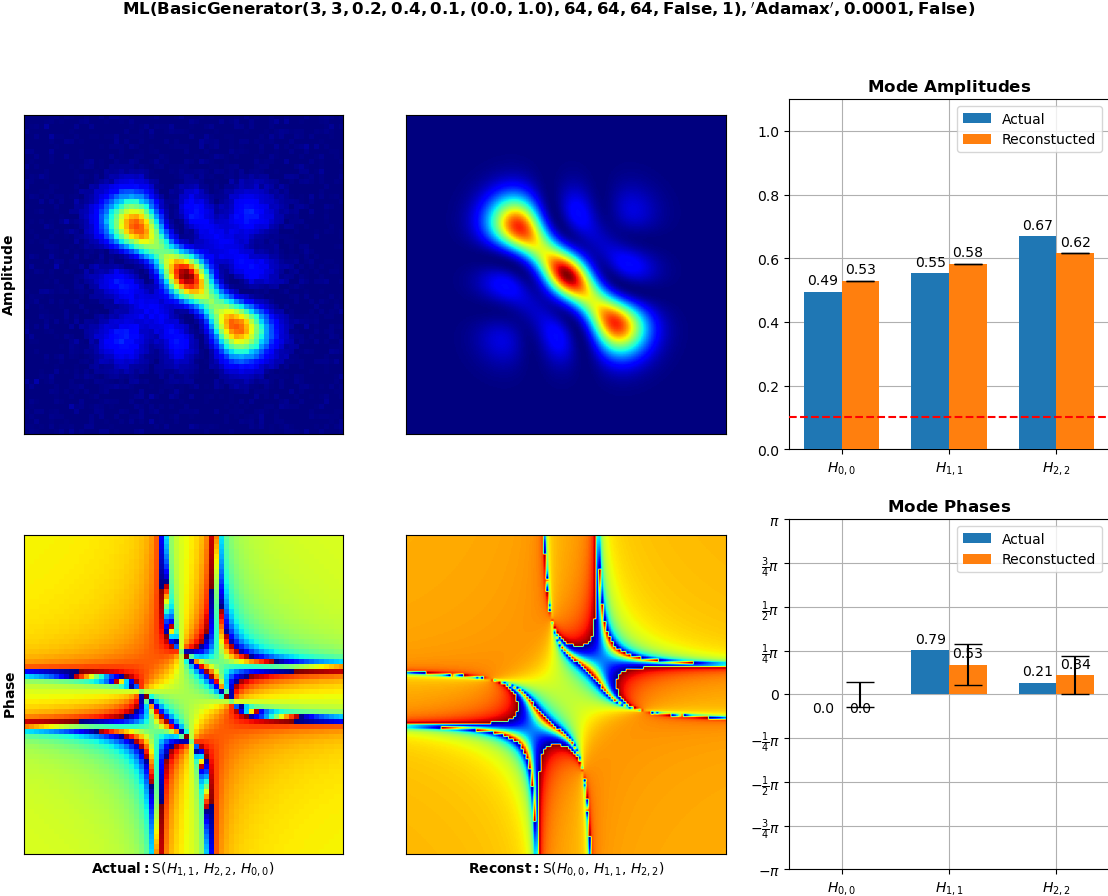 ML(BasicGenerator(3, 3, 0.2, 0.4, 0.1, (0.0, 1.0), 64, 64, 64, False, 1), ′Adamax′, 0.0001, False)
Amplitude
Mode Amplitudes
Actual
Reconstucted
1.0
0.8
0.6
0.4
0.2
0.0
0.49
0.53
0.55
0.58
0.67
0.62
H0,0
H1,1
H2,2
Phase
Actual: S(H1,1, H2,2, H0,0)
Reconst: S(H0,0, H1,1, H2,2)
Mode Phases
Actual
Reconstucted
π
3/4π
1/2π
1/4π
0
−1/4π
−1/2π
−3/4π
−π
0.0
0.0
0.79
0.53
0.21
0.34
H0,0
H1,1
H2,2